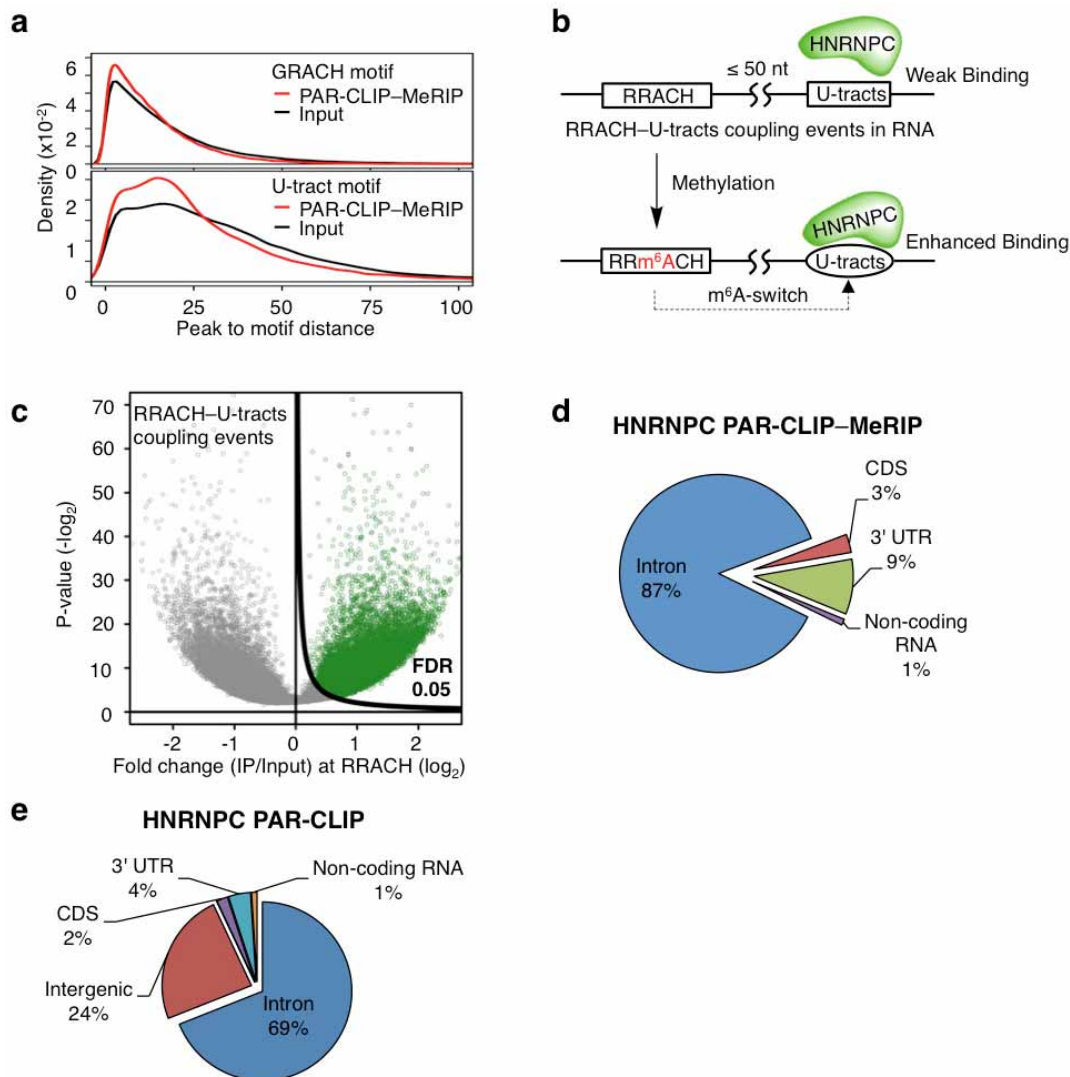 a
6
4
2
0
GRACH motif
PAR-CLIP–MeRIP
Input
2
1
0
U-tract motif
PAR-CLIP–MeRIP
Input
Density (x10-2)
0 25 50 75 100
Peak to motif distance
b
HNRNPC
≤ 50 nt
Weak Binding
RRACH
U-tracts
RRACH–U-tracts coupling events in RNA
Methylation
HNRNPC
Enhanced Binding
RRm6ACH
U-tracts
m6A-switch
c
RRACH–U-tracts
coupling events
70
60
50
40
30
20
10
0
P-value (-log2)
FDR
0.05
-2 -1 0 1 2
Fold change (IP/Input) at RRACH (log2)
d
HNRNPC PAR-CLIP–MeRIP
CDS
3%
3' UTR
9%
Intron
87%
Non-coding
RNA
1%
e
HNRNPC PAR-CLIP
3' UTR
4%
Non-coding RNA
1%
CDS
2%
Intergenic
24%
Intron
69%